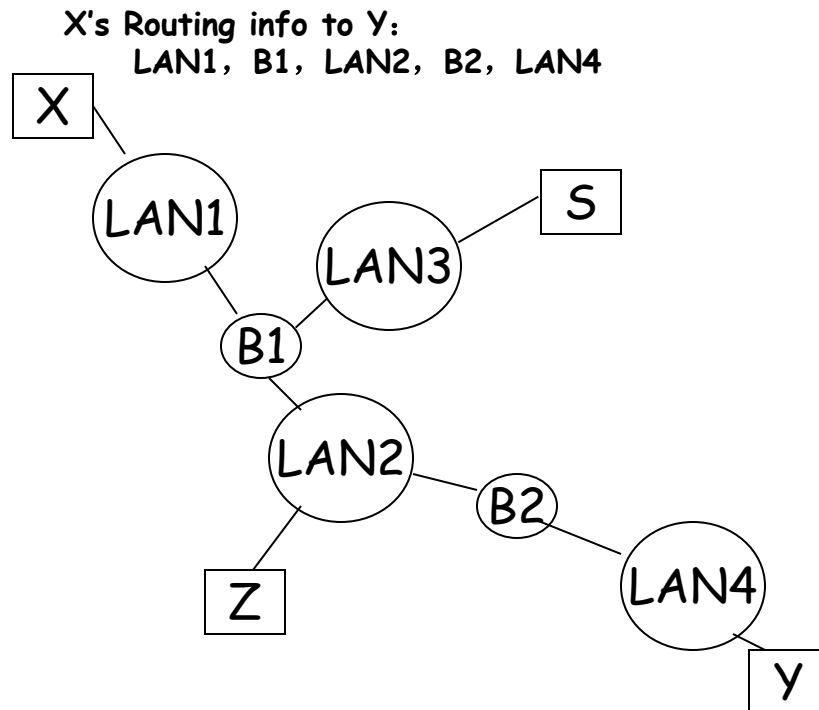 X's Routing info to Y：
LAN1，B1，LAN2，B2，LAN4
X
LAN1
S
LAN3
B1
LAN2
B2
Z
LAN4
Y